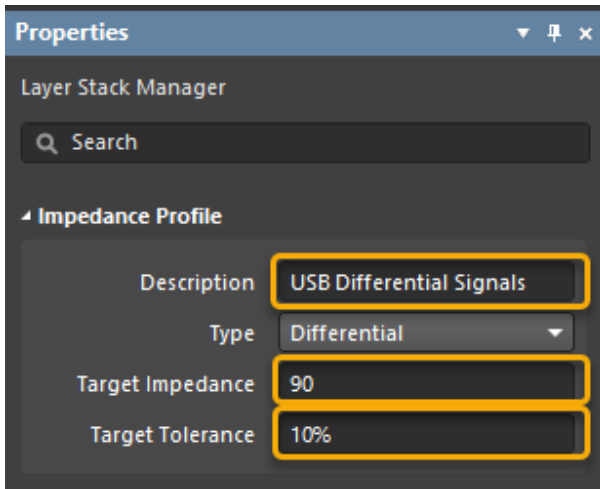 Properties
Layer Stack Manager
Search
Impedance Profile
Description USB Differential Signals
Type Differential
Target Impedance 90
Target Tolerance 10%